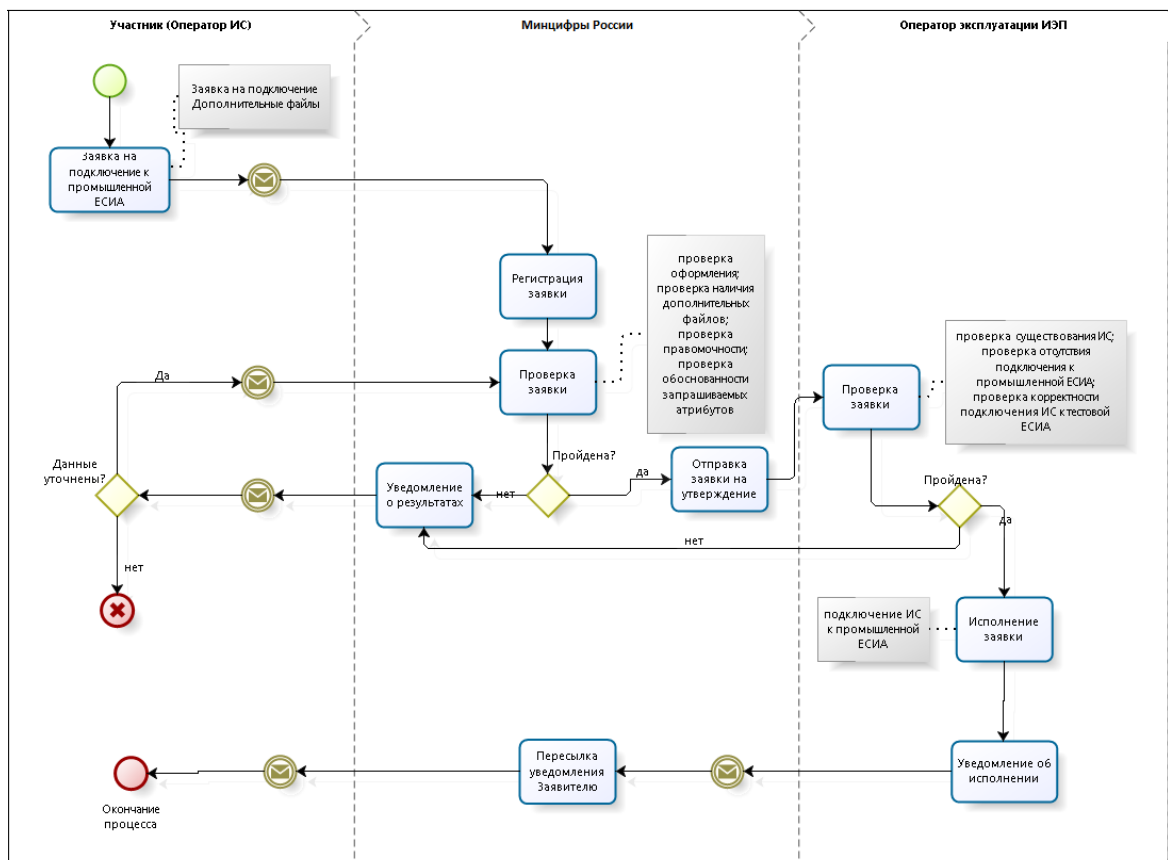 Участник (Оператор ИС)
Минцифры России
Оператор эксплуатации ИЭП
Заявка на подключение
Дополнительные файлы
Заявка на
подключение к
промышленной
ЕСИА
Регистрация
заявки
проверка
оформления;
проверка наличия
дополнительных
файлов;
проверка
правомочности;
проверка
обоснованности
запрашиваемых
атрибутов
проверка существования ИС;
проверка отсутствия
подключения к
промышленной ЕСИА;
проверка корректности
подключения ИС к тестовой
ЕСИА
Да
Проверка
заявки
Проверка
заявки
Данные
уточнены?
Уведомление
о результатах
нет
Пройдена?
да
Отправка
заявки на
утверждение
Пройдена?
да
нет
нет
подключение ИС
к промышленной
ЕСИА
Исполнение
заявки
Окончание
процесса
Пересылка
уведомления
Заявителю
Уведомление об
исполнении